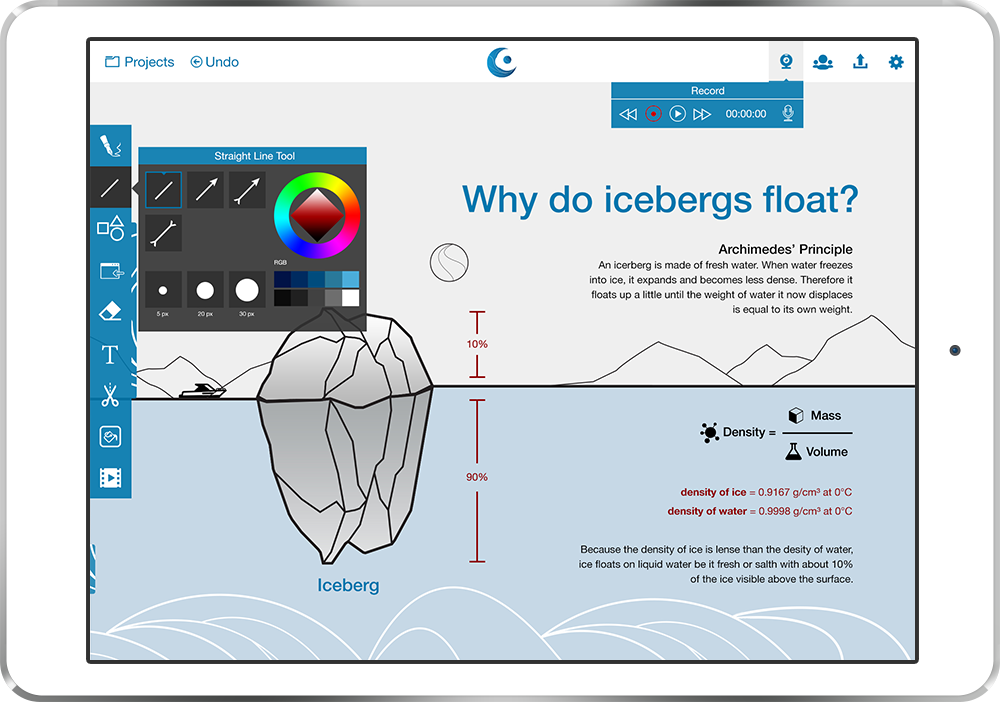 Projects Undo
Record
00:00:00
Straight Line Tool
RGB
5 px 20 px 30 px
T
Why do icebergs float?
Archimedes’ Principle
An icerberg is made of fresh water. When water freezes
into ice, it expands and becomes less dense. Therefore it
floats up a little until the weight of water it now displaces
is equal to its own weight.
10%
90%
Iceberg
Density =
Mass
Volume
density of ice = 0.9167 g/cm³ at 0°C
density of water = 0.9998 g/cm³ at 0°C
Because the density of ice is lense than the desity of water,
ice floats on liquid water be it fresh or salth with about 10%
of the ice visible above the surface.